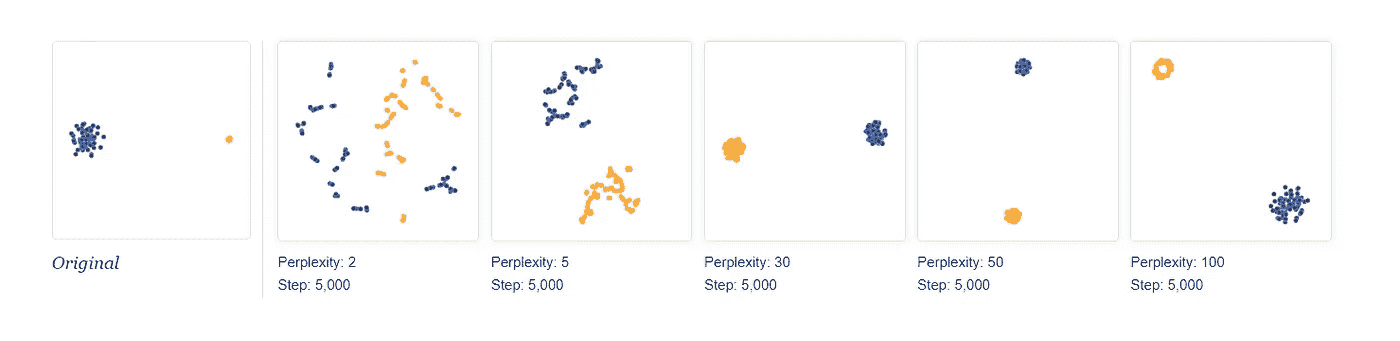 Original
Perplexity: 2
Step: 5,000
Perplexity: 5
Step: 5,000
Perplexity: 30
Step: 5,000
Perplexity: 50
Step: 5,000
Perplexity: 100
Step: 5,000